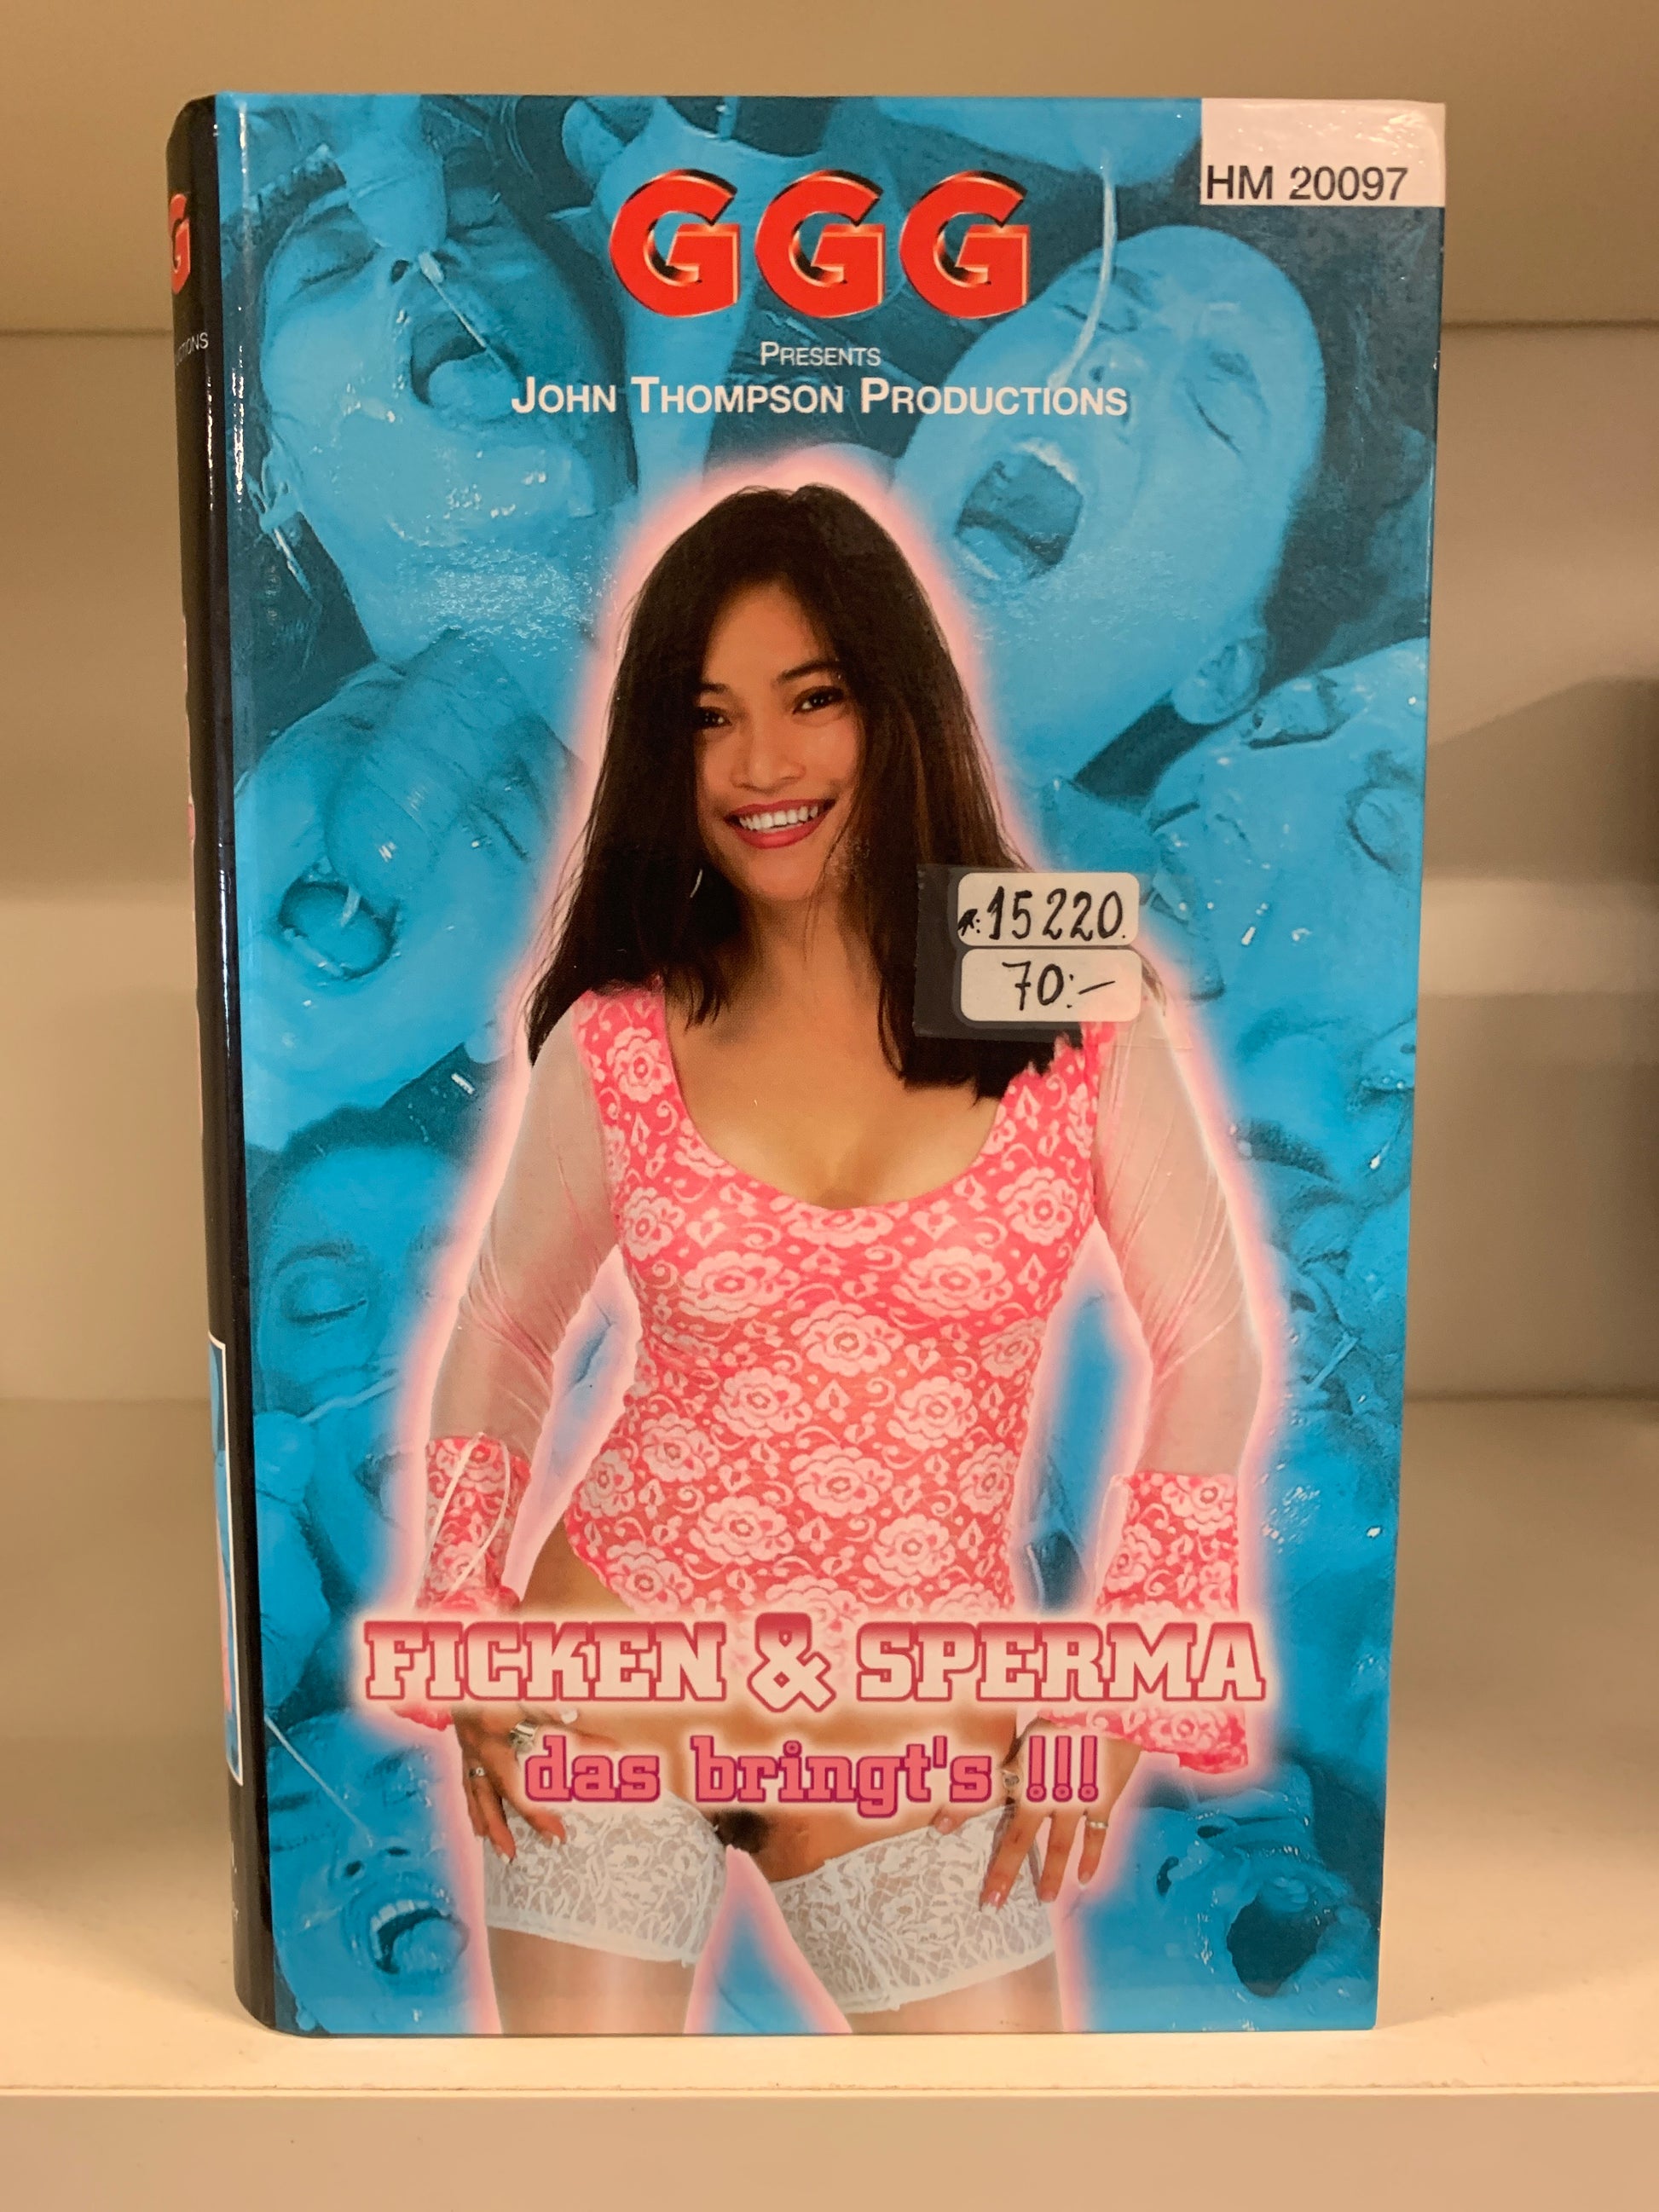 HM 20097
GGG
PRESENTS
JOHN THOMPSON PRODUCTIONS
15220.
70:-
FICKEN & SPERMA
das bringt's !!!
G